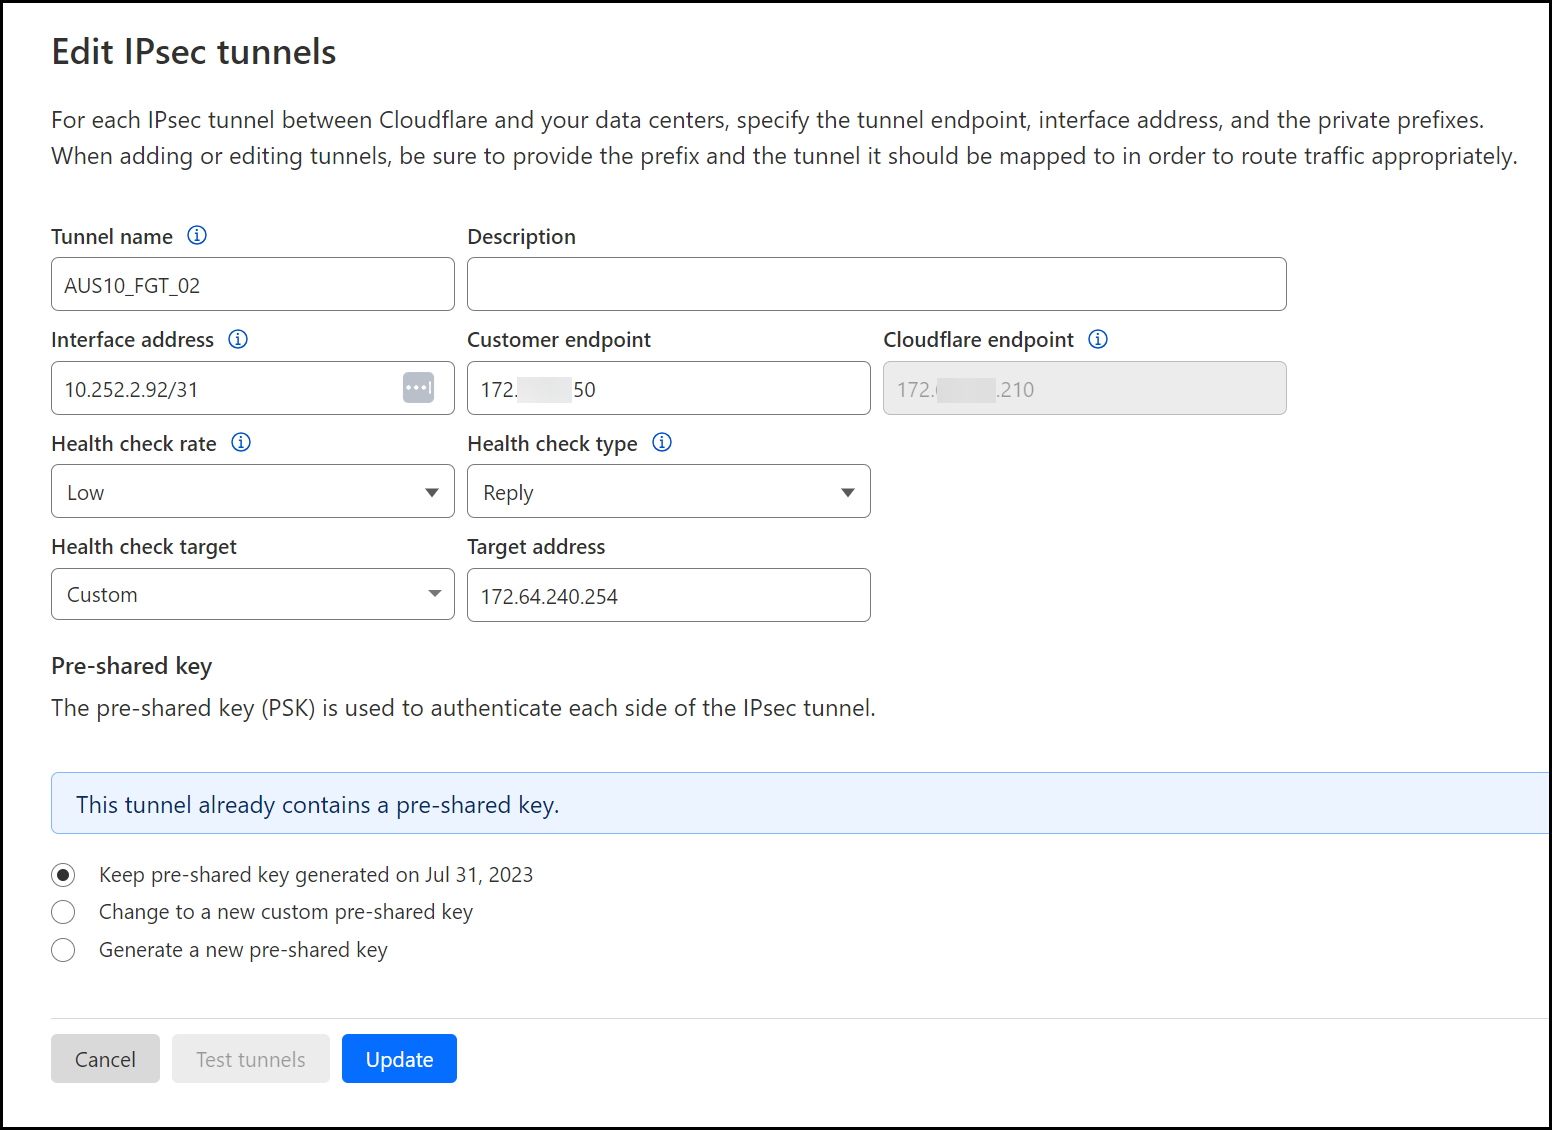 Edit IPsec tunnels
For each IPsec tunnel between Cloudflare and your data centers, specify the tunnel endpoint, interface address, and the private prefixes.
When adding or editing tunnels, be sure to provide the prefix and the tunnel it should be mapped to in order to route traffic appropriately.
Tunnel name Description
AUS10_FGT_02
Interface address Customer endpoint Cloudflare endpoint
10.252.2.92/31 172. 50 172. .210
Health check rate Health check type
Low Reply
Health check target Target address
Custom 172.64.240.254
Pre-shared key
The pre-shared key (PSK) is used to authenticate each side of the IPsec tunnel.
This tunnel already contains a pre-shared key.
Keep pre-shared key generated on Jul 31, 2023
Change to a new custom pre-shared key
Generate a new pre-shared key
Cancel Test tunnels Update